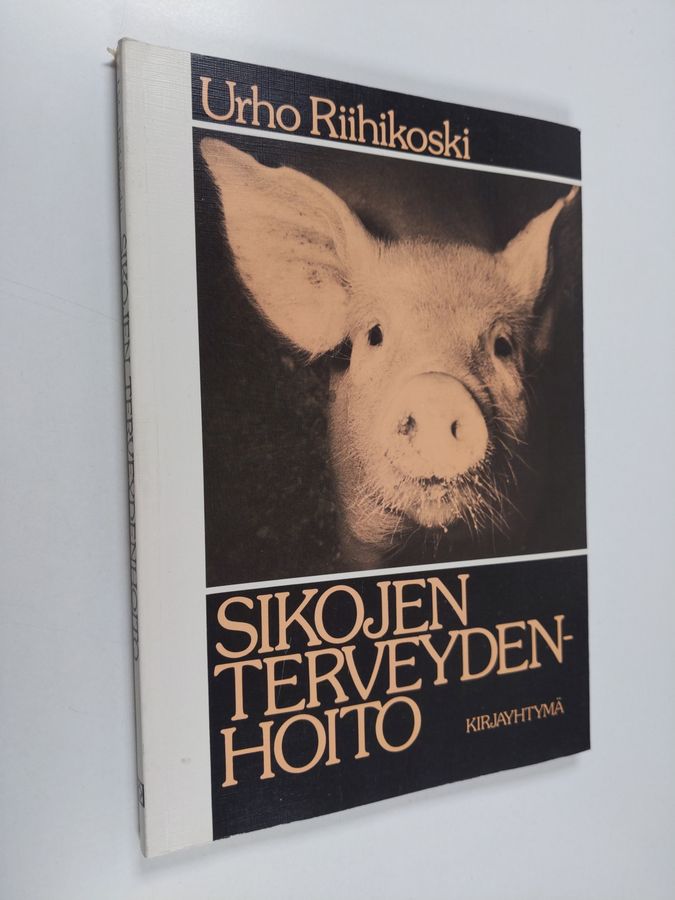 Urho Riihikoski
SIKOJEN
TERVEYDEN-
HOITO
KIRJAYHTYMÄ
SIKOJEN TERVEYDENHOITO